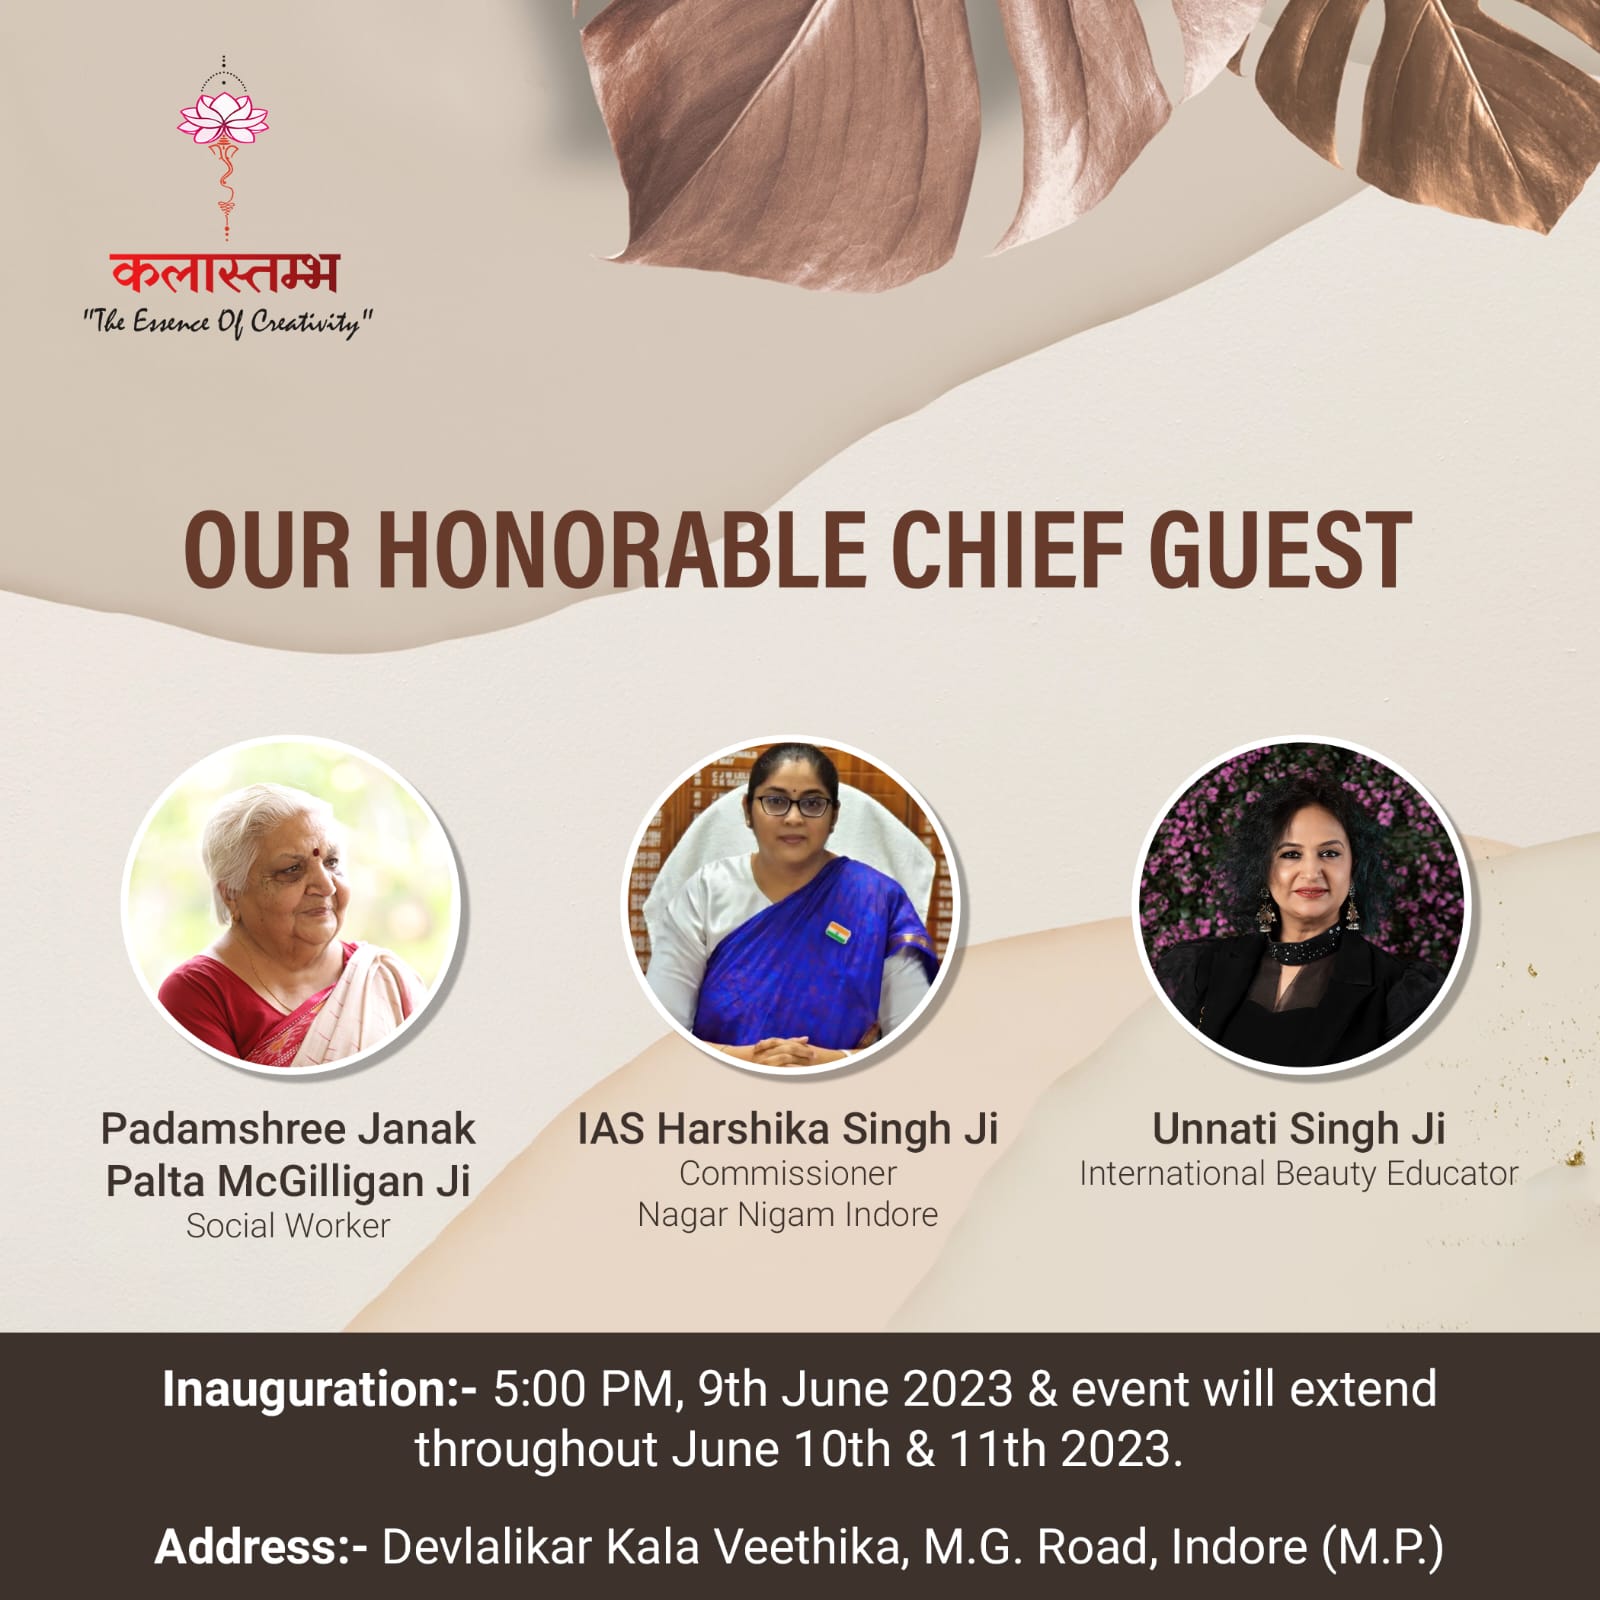 कलास्तम्भ
"The Essence Of Creativity"
OUR HONORABLE CHIEF GUEST
Padamshree Janak
Palta McGilligan Ji
Social Worker
IAS Harshika Singh Ji
Commissioner
Nagar Nigam Indore
Unnati Singh Ji
International Beauty Educator
Inauguration:- 5:00 PM, 9th June 2023 & event will extend
throughout June 10th & 11th 2023.
Address:- Devlalikar Kala Veethika, M.G. Road, Indore (M.P.)